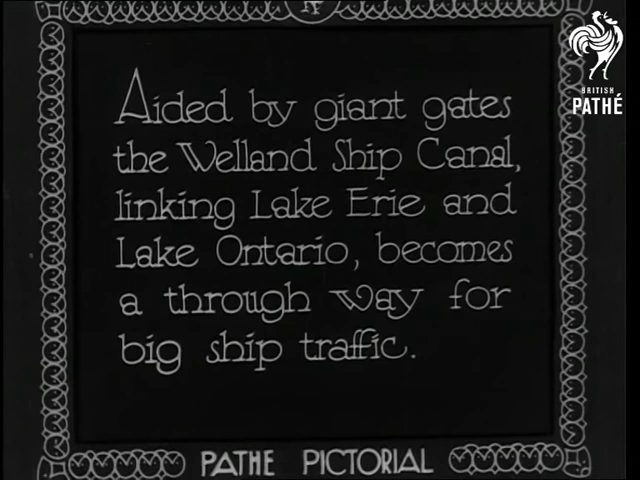 BRITISH
PATHÉ
Aided by giant gates
the Welland Ship Canal,
linking Lake Erie and
Lake Ontario, becomes
a through way for
big ship traffic.
PATHE PICTORIAL